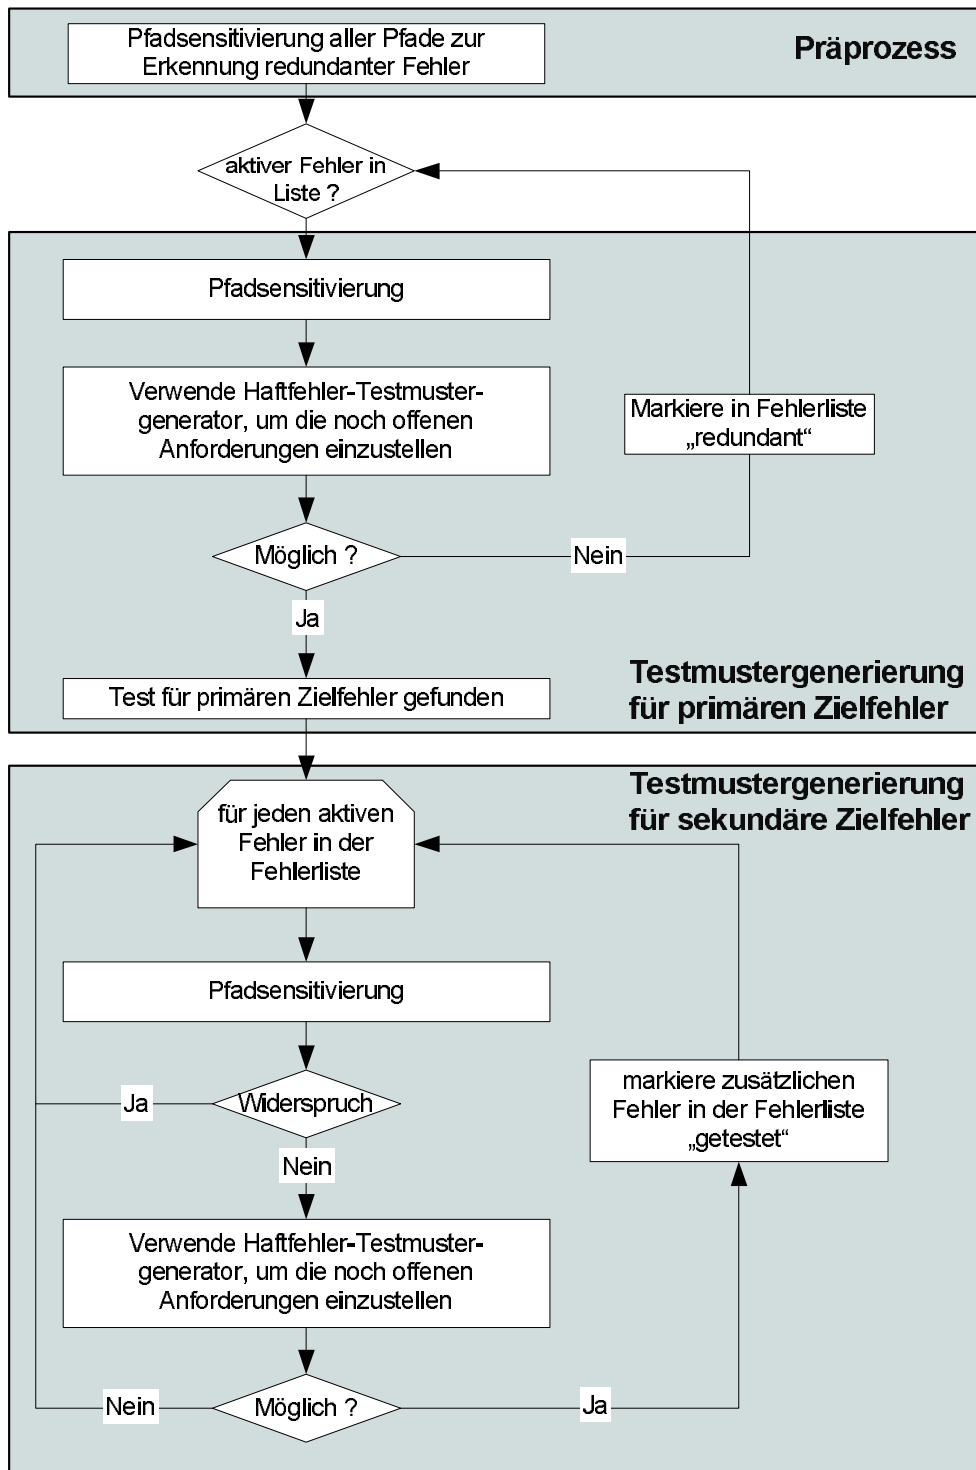 Pfadsensitivierung aller Pfade zur
Erkennung redundanter Fehler
Präprozess
aktiver Fehler in
Liste ?
Pfadsensitivierung
Verwende Haftfehler-Testmuster-
generator, um die noch offenen
Anforderungen einzustellen
Markiere in Fehlerliste
„redundant“
Möglich ?
Nein
Ja
Test für primären Zielfehler gefunden
Testmustergenerierung
für primären Zielfehler
Testmustergenerierung
für sekundäre Zielfehler
für jeden aktiven
Fehler in der
Fehlerliste
Pfadsensitivierung
Widerspruch
Ja
Nein
markiere zusätzlichen
Fehler in der Fehlerliste
„getestet“
Verwende Haftfehler-Testmuster-
generator, um die noch offenen
Anforderungen einzustellen
Nein
Möglich ?
Ja